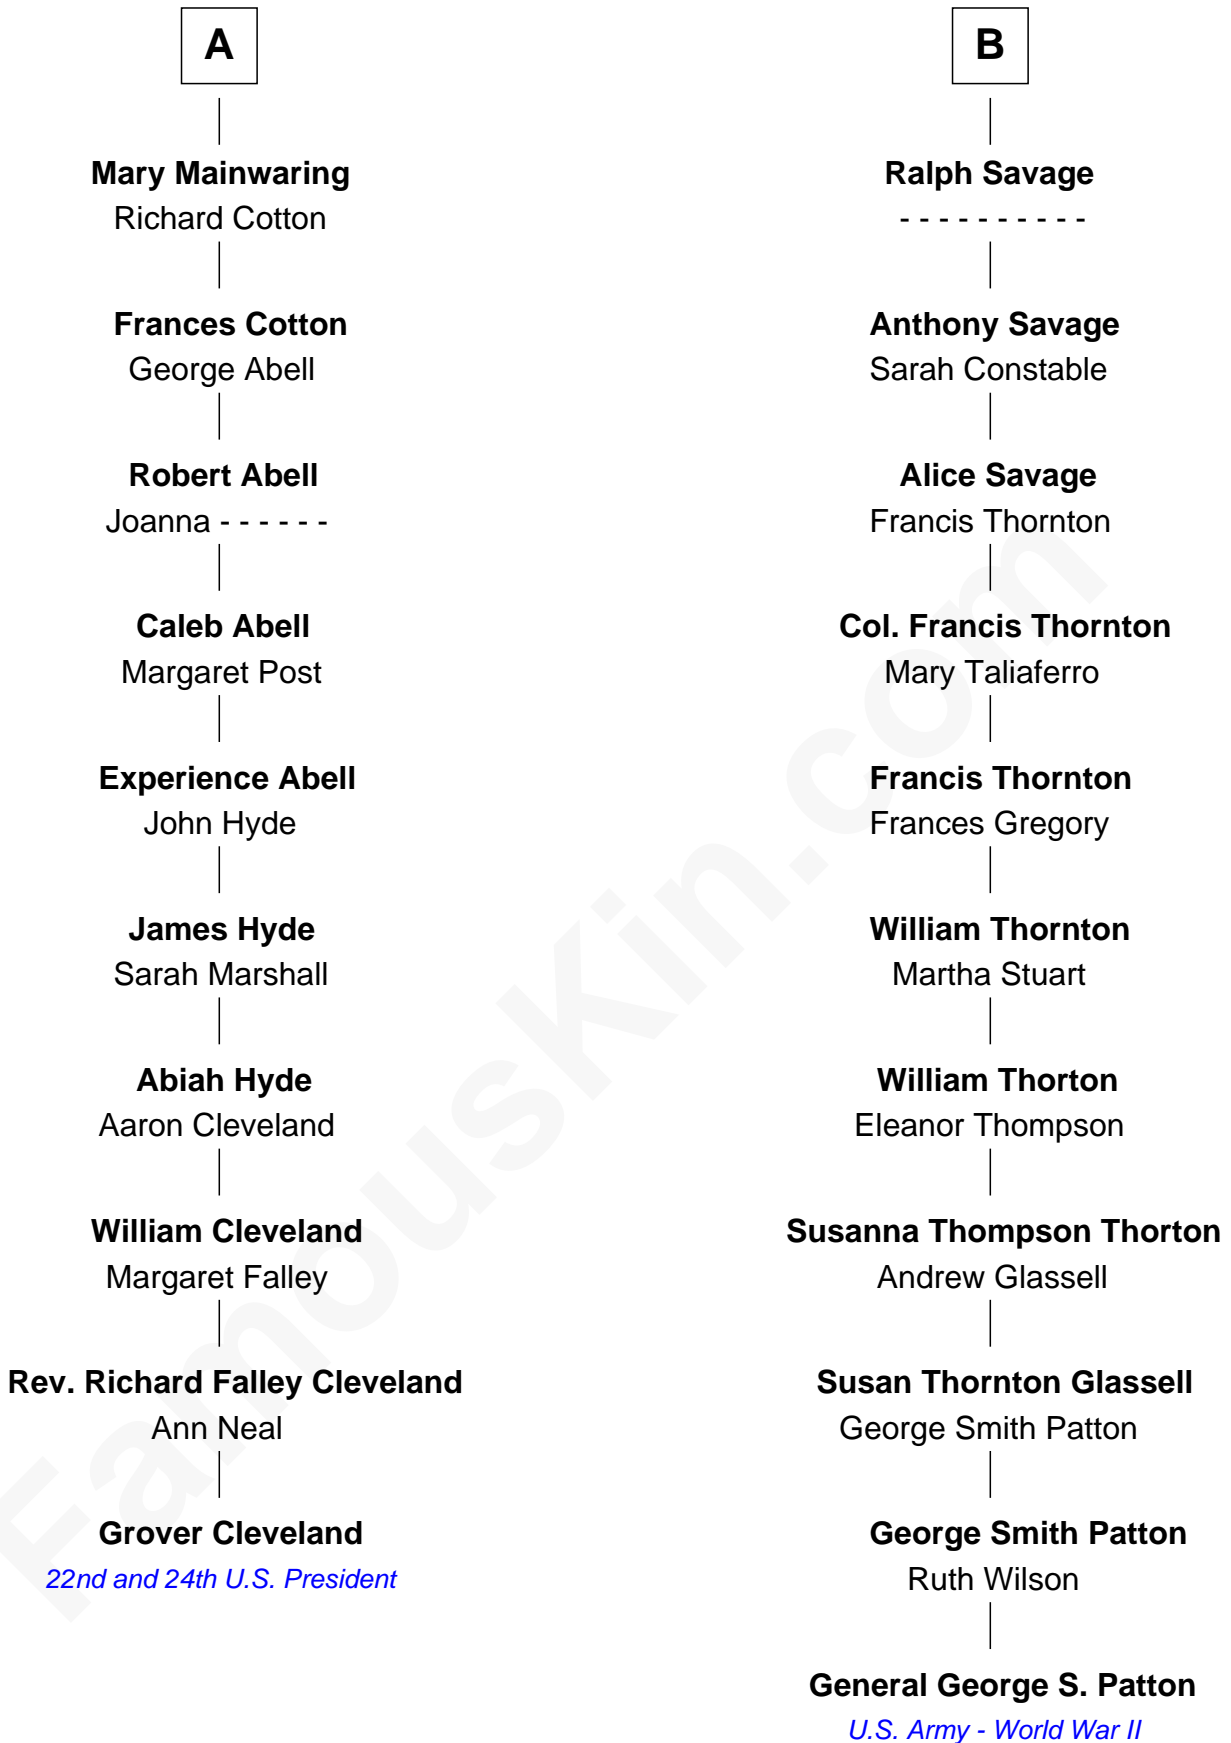 A
Mary Mainwaring
Richard Cotton
Frances Cotton
George Abell
Robert Abell
Joanna - - - - - -
Caleb Abell
Margaret Post
Experience Abell
John Hyde
James Hyde
Sarah Marshall
Abiah Hyde
Aaron Cleveland
William Cleveland
Margaret Falley
Rev. Richard Falley Cleveland
Ann Neal
Grover Cleveland
22nd and 24th U.S. President
B
Ralph Savage
- - - - - - - - - -
Anthony Savage
Sarah Constable
Alice Savage
Francis Thornton
Col. Francis Thornton
Mary Taliaferro
Francis Thornton
Frances Gregory
William Thornton
Martha Stuart
William Thorton
Eleanor Thompson
Susanna Thompson Thorton
Andrew Glassell
Susan Thornton Glassell
George Smith Patton
George Smith Patton
Ruth Wilson
General George S. Patton
U.S. Army - World War II
FamousKin.com